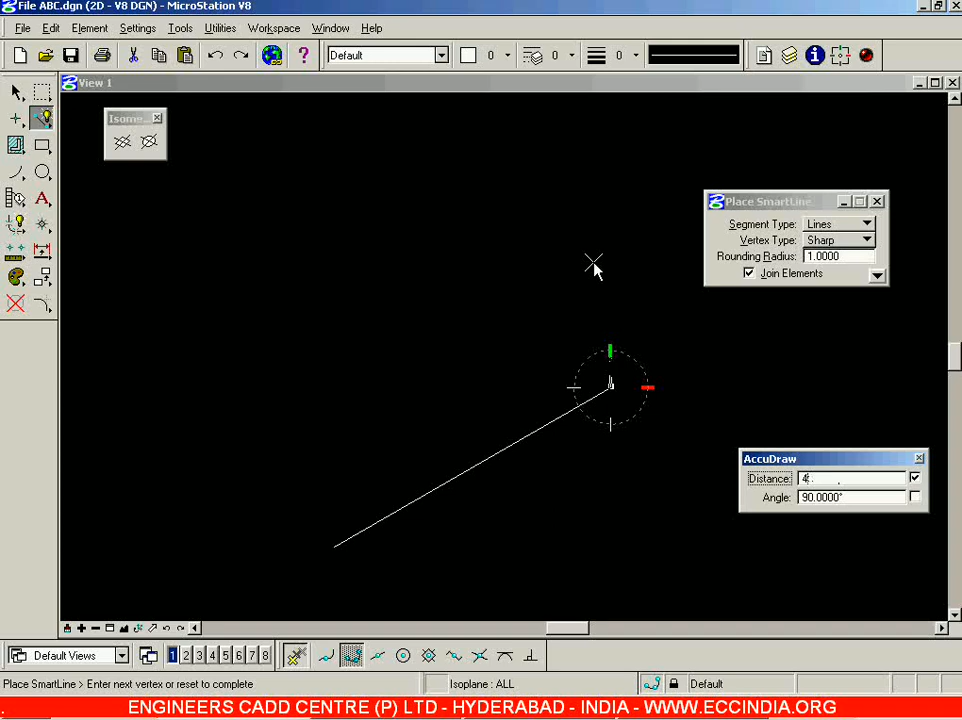 File ABC.dgn (2D - V8 DGN) - MicroStation V8
File Edit Element Settings Tools Utilities Workspace Window Help
Default 0 0 0
View 1
Isome...
Place SmartLine
Segment Type: Lines
Vertex Type: Sharp
Rounding Radius: 1.0000
Join Elements
AccuDraw
Distance: 4
Angle: 90.0000°
Default Views 1 2 3 4 5 6 7 8
Place SmartLine > Enter next vertex or reset to complete Isoplane : ALL Default
ENGINEERS CADD CENTRE (P) LTD - HYDERABAD - INDIA - WWW.ECCINDIA.ORG